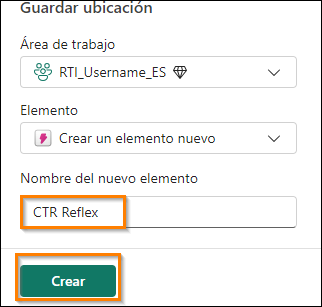 Guardar ubicación
Área de trabajo
RTI_Username_ES
Elemento
Crear un elemento nuevo
Nombre del nuevo elemento
CTR Reflex
Crear